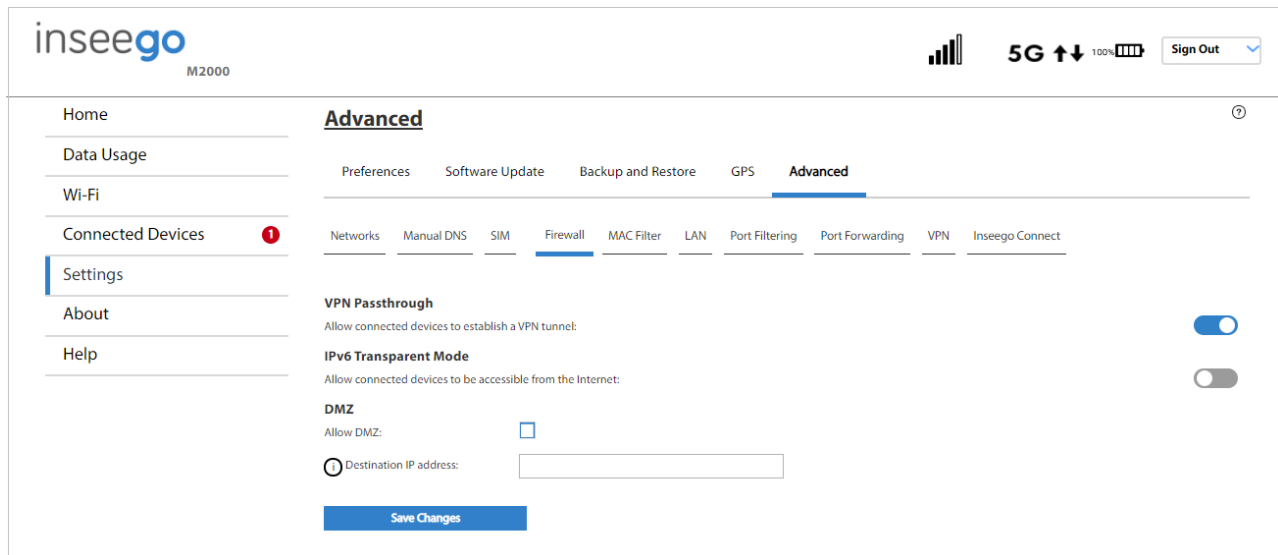 inseego
M2000
5G 100% Sign Out
Home
Data Usage
Wi-Fi
Connected Devices 1
Settings
About
Help
Advanced ?
Preferences Software Update Backup and Restore GPS Advanced
Networks Manual DNS SIM Firewall MAC Filter LAN Port Filtering Port Forwarding VPN Inseego Connect
VPN Passthrough
Allow connected devices to establish a VPN tunnel:
IPv6 Transparent Mode
Allow connected devices to be accessible from the Internet:
DMZ
Allow DMZ:
i Destination IP address:
Save Changes